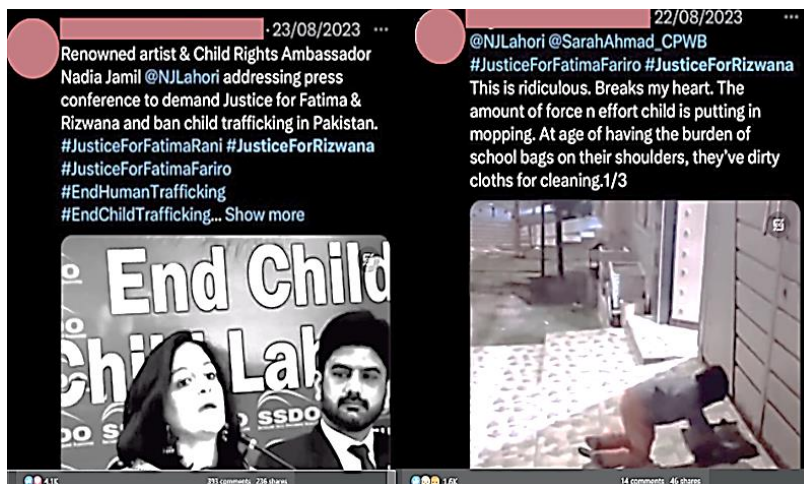 · 23/08/2023 ···
Renowned artist & Child Rights Ambassador
Nadia Jamil @NJLahori addressing press
conference to demand Justice for Fatima &
Rizwana and ban child trafficking in Pakistan.
#JusticeForFatimaRani #JusticeForRizwana
#JusticeForFatimaFariro
#EndHumanTrafficking
#EndChildTrafficking... Show more
End Child
Child Lab
SSDO
SSDO
4.1K 393 comments 236 shares
22/08/2023 ···
@NJLahori @SarahAhmad_CPWB
#JusticeForFatimaFariro #JusticeForRizwana
This is ridiculous. Breaks my heart. The
amount of force n effort child is putting in
mopping. At age of having the burden of
school bags on their shoulders, they've dirty
cloths for cleaning.1/3
1.6K 14 comments 46 shares